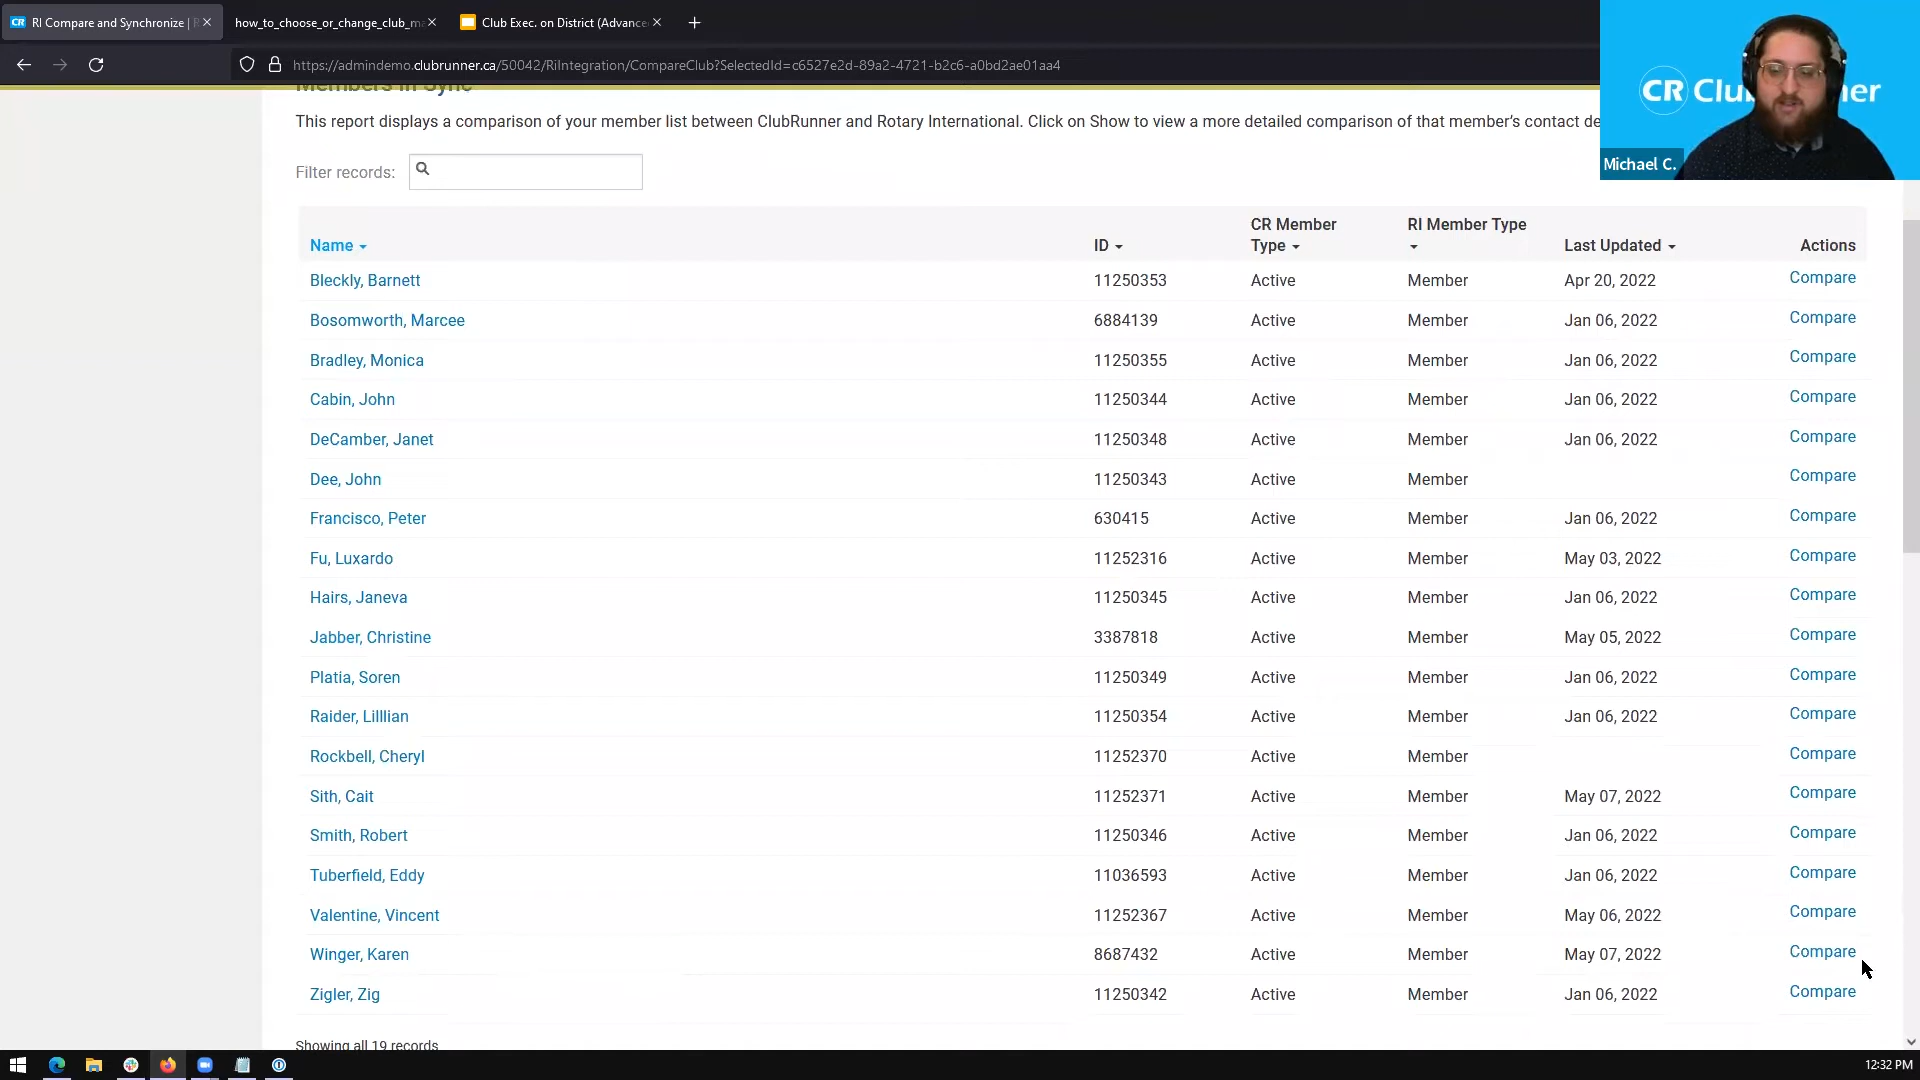 RI Compare and Synchronize | R
how_to_choose_or_change_club_ma
Club Exec. on District (Advance
https://admindemo.clubrunner.ca/50042/RiIntegration/CompareClub?SelectedId=c6527e2d-89a2-4721-b2c6-a0bd2ae01aa4
Members in Sync
This report displays a comparison of your member list between ClubRunner and Rotary International. Click on Show to view a more detailed comparison of that member's contact de
Michael C.
Filter records:
Name ID CR Member Type RI Member Type Last Updated Actions
Bleckly, Barnett 11250353 Active Member Apr 20, 2022 Compare
Bosomworth, Marcee 6884139 Active Member Jan 06, 2022 Compare
Bradley, Monica 11250355 Active Member Jan 06, 2022 Compare
Cabin, John 11250344 Active Member Jan 06, 2022 Compare
DeCamber, Janet 11250348 Active Member Jan 06, 2022 Compare
Dee, John 11250343 Active Member Compare
Francisco, Peter 630415 Active Member Jan 06, 2022 Compare
Fu, Luxardo 11252316 Active Member May 03, 2022 Compare
Hairs, Janeva 11250345 Active Member Jan 06, 2022 Compare
Jabber, Christine 3387818 Active Member May 05, 2022 Compare
Platia, Soren 11250349 Active Member Jan 06, 2022 Compare
Raider, Lilllian 11250354 Active Member Jan 06, 2022 Compare
Rockbell, Cheryl 11252370 Active Member Compare
Sith, Cait 11252371 Active Member May 07, 2022 Compare
Smith, Robert 11250346 Active Member Jan 06, 2022 Compare
Tuberfield, Eddy 11036593 Active Member Jan 06, 2022 Compare
Valentine, Vincent 11252367 Active Member May 06, 2022 Compare
Winger, Karen 8687432 Active Member May 07, 2022 Compare
Zigler, Zig 11250342 Active Member Jan 06, 2022 Compare
Showing all 19 records
12:32 PM